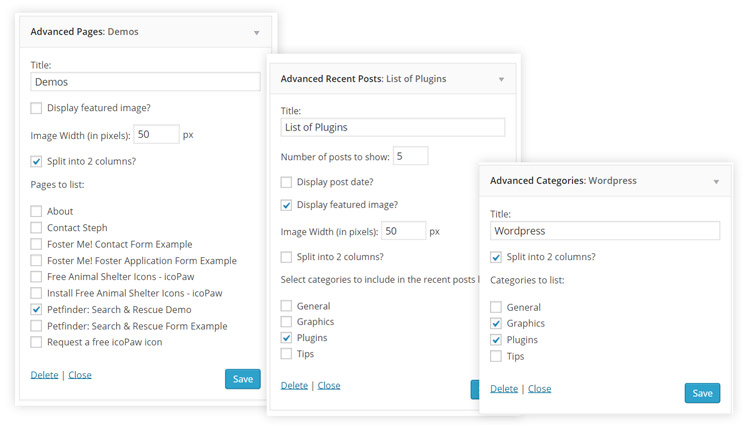 Advanced Pages: Demos
Title:
Demos
Display featured image?
Image Width (in pixels): 50 px
Split into 2 columns?
Pages to list:
About
Contact Steph
Foster Me! Contact Form Example
Foster Me! Foster Application Form Example
Free Animal Shelter Icons - icoPaw
Install Free Animal Shelter Icons - icoPaw
Petfinder: Search & Rescue Demo
Petfinder: Search & Rescue Form Example
Request a free icoPaw icon
Delete | Close
Save
Advanced Recent Posts: List of Plugins
Title:
List of Plugins
Number of posts to show: 5
Display post date?
Display featured image?
Image Width (in pixels): 50 px
Split into 2 columns?
Select categories to include in the recent posts
General
Graphics
Plugins
Tips
Delete | Close
Advanced Categories: Wordpress
Title:
Wordpress
Split into 2 columns?
Categories to list:
General
Graphics
Plugins
Tips
Delete | Close
Save